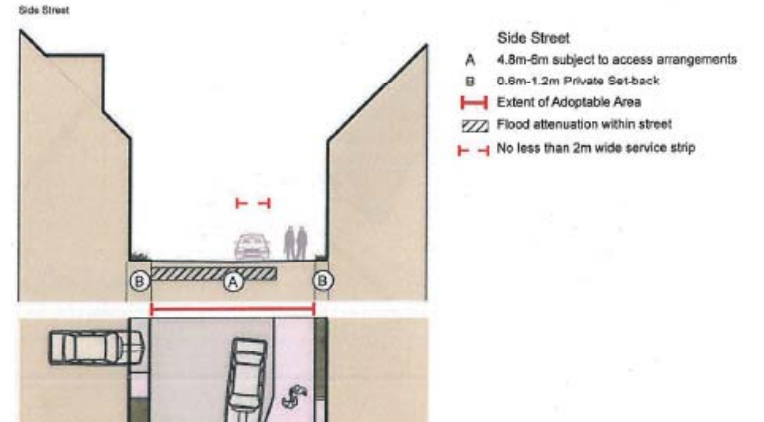 Side Street
Side Street
A 4.8m-6m subject to access arrangements
B 0.6m-1.2m Private Set-back
Extent of Adoptable Area
Flood attenuation within street
No less than 2m wide service strip
B
A
B